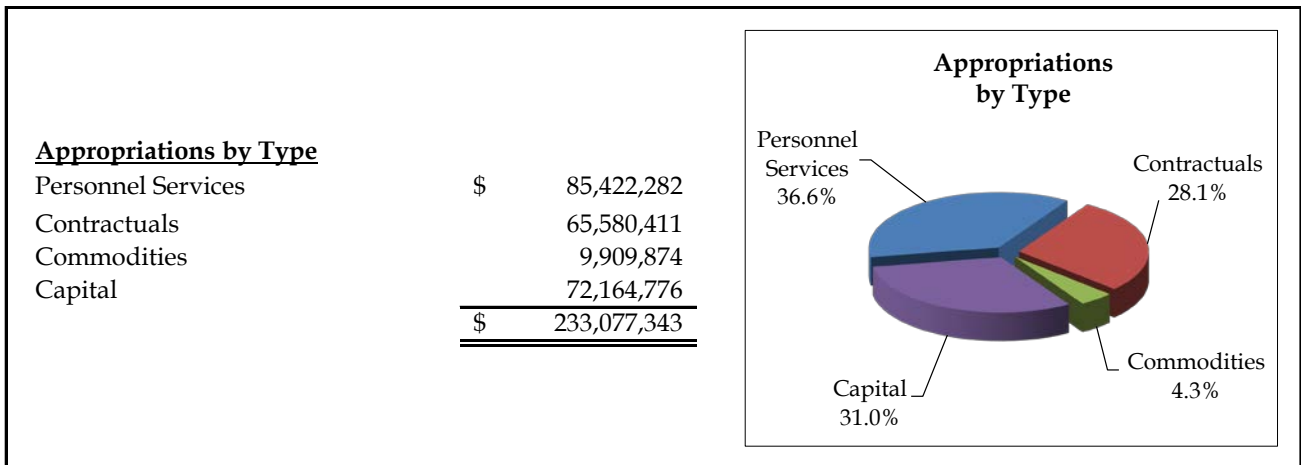 Appropriations by Type
Personnel Services $ 85,422,282
Contractuals 65,580,411
Commodities 9,909,874
Capital 72,164,776
$ 233,077,343
Appropriations
by Type
Personnel
Services
36.6%
Contractuals
28.1%
Commodities
4.3%
Capital
31.0%